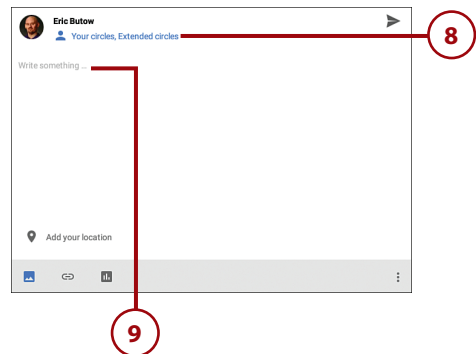 Eric Butow
Your circles, Extended circles
8
Write something ...
Add your location
9